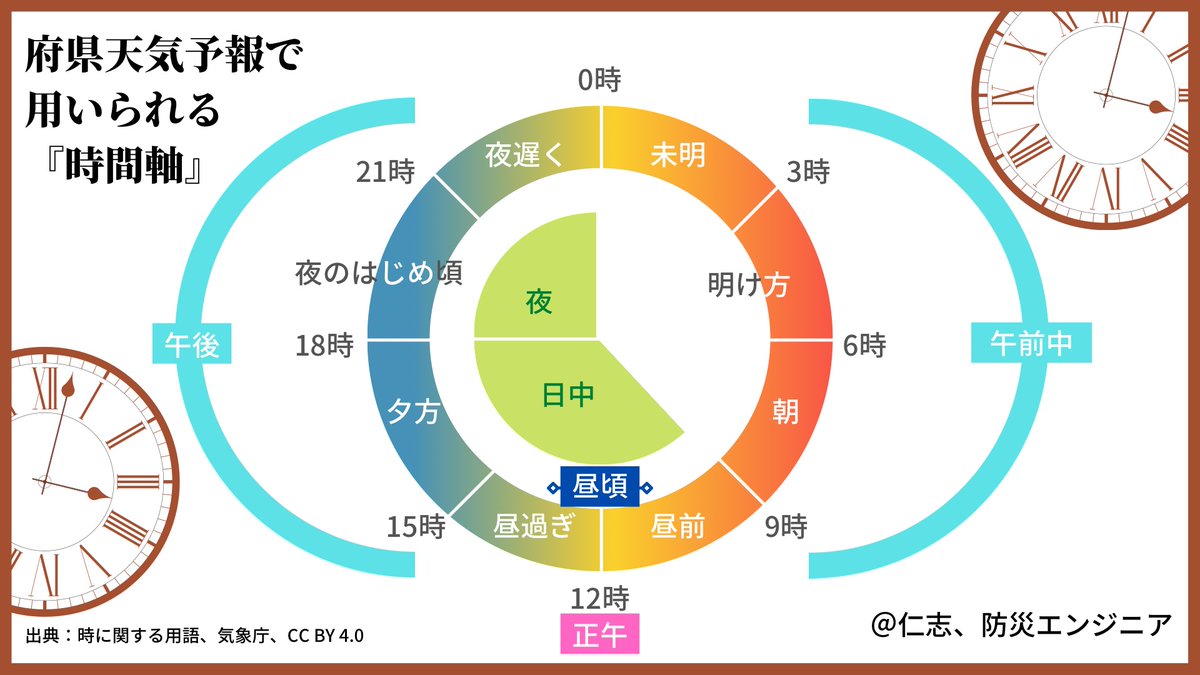 府県天気予報で
用いられる
『時間軸』
0時
夜遅く
未明
21時
3時
夜のはじめ頃
明け方
夜
午後
18時
6時
午前中
日中
夕方
朝
昼頃
15時
昼過ぎ
昼前
9時
12時
正午
出典：時に関する用語、気象庁、CC BY 4.0
@仁志、防災エンジニア